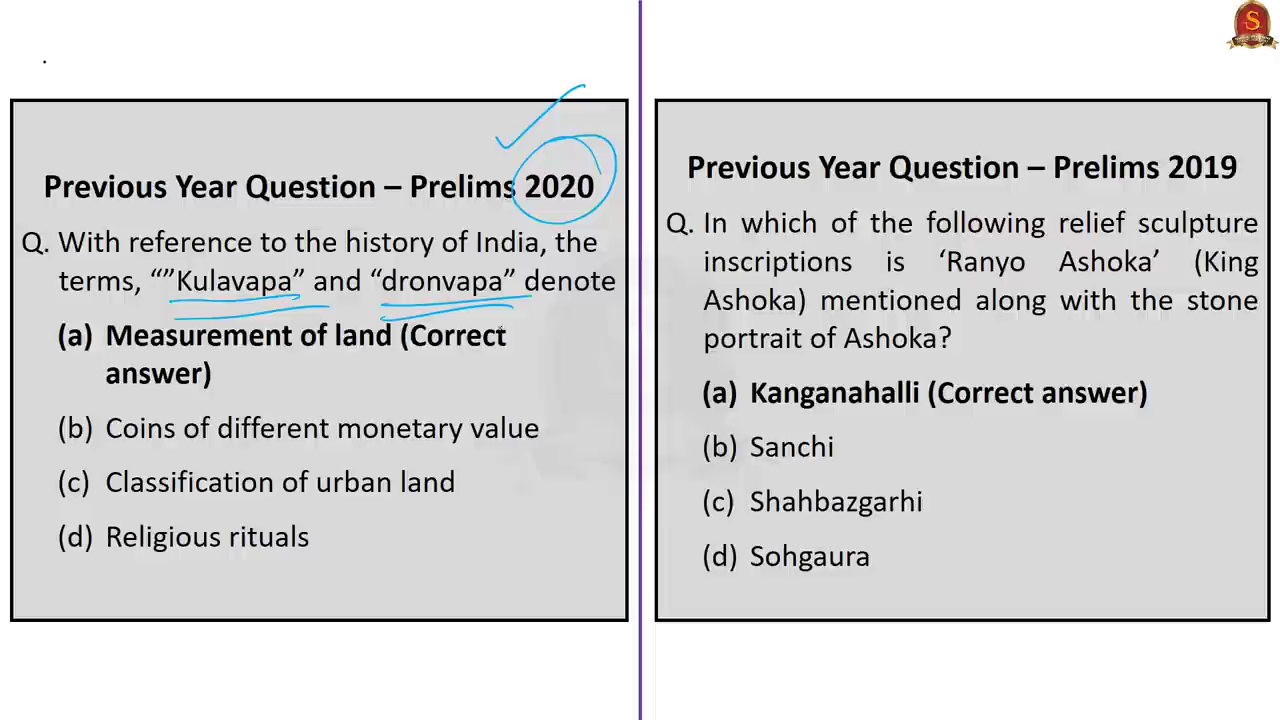 Previous Year Question – Prelims 2020
Q. With reference to the history of India, the
terms, “”Kulavapa” and “dronvapa” denote
(a) Measurement of land (Correct
answer)
(b) Coins of different monetary value
(c) Classification of urban land
(d) Religious rituals
Previous Year Question – Prelims 2019
Q. In which of the following relief sculpture
inscriptions is ‘Ranyo Ashoka’ (King
Ashoka) mentioned along with the stone
portrait of Ashoka?
(a) Kanganahalli (Correct answer)
(b) Sanchi
(c) Shahbazgarhi
(d) Sohgaura
S